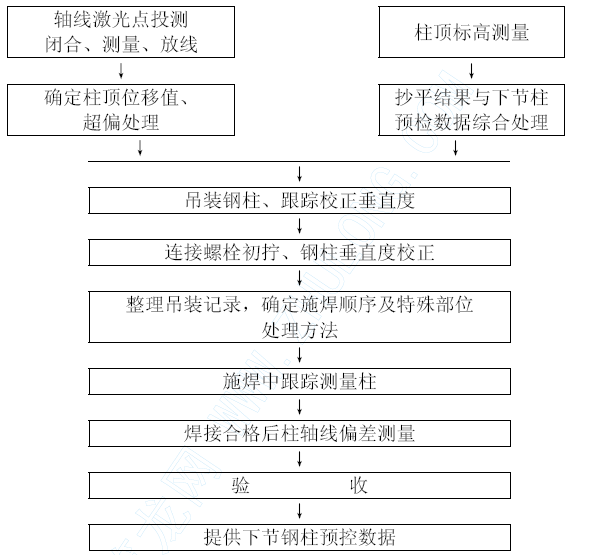 轴线激光点投测
闭合、测量、放线
柱顶标高测量
确定柱顶位移值、
超偏处理
抄平结果与下节柱
预检数据综合处理
吊装钢柱、跟踪校正垂直度
连接螺栓初拧、钢柱垂直度校正
整理吊装记录，确定施焊顺序及特殊部位
处理方法
施焊中跟踪测量柱
焊接合格后柱轴线偏差测量
验 收
提供下节钢柱预控数据